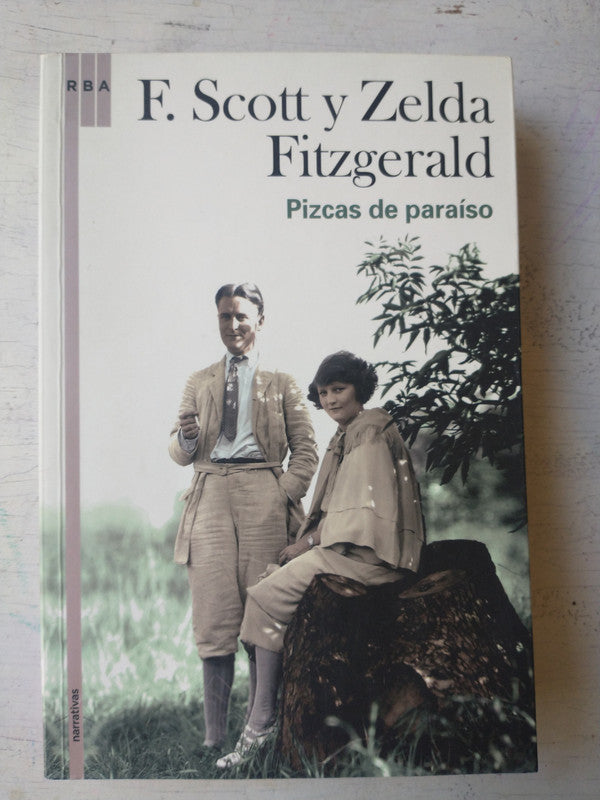 RBA
F. Scott y Zelda
Fitzgerald
Pizcas de paraíso
narrativas